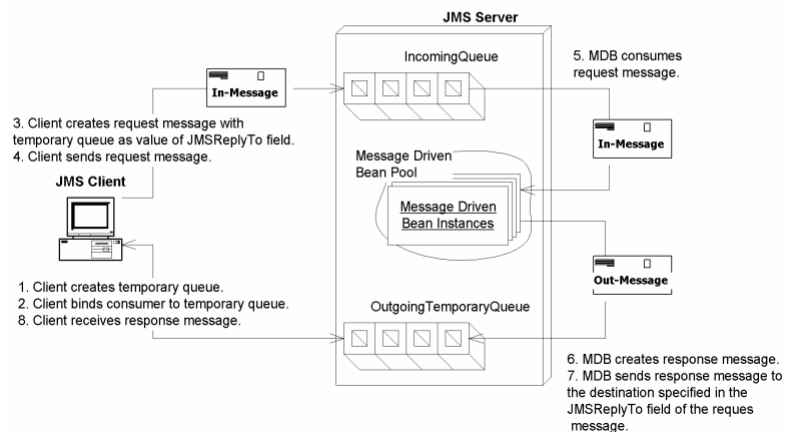 JMS Server
IncomingQueue
5. MDB consumes
request message.
In-Message
3. Client creates request message with
temporary queue as value of JMSReplyTo field.
4. Client sends request message.
In-Message
Message Driven
Bean Pool
JMS Client
Message Driven
Bean Instances
1. Client creates temporary queue.
2. Client binds consumer to temporary queue.
8. Client receives response message.
Out-Message
OutgoingTemporaryQueue
6. MDB creates response message.
7. MDB sends response message to
the destination specified in the
JMSReplyTo field of the reques
message.